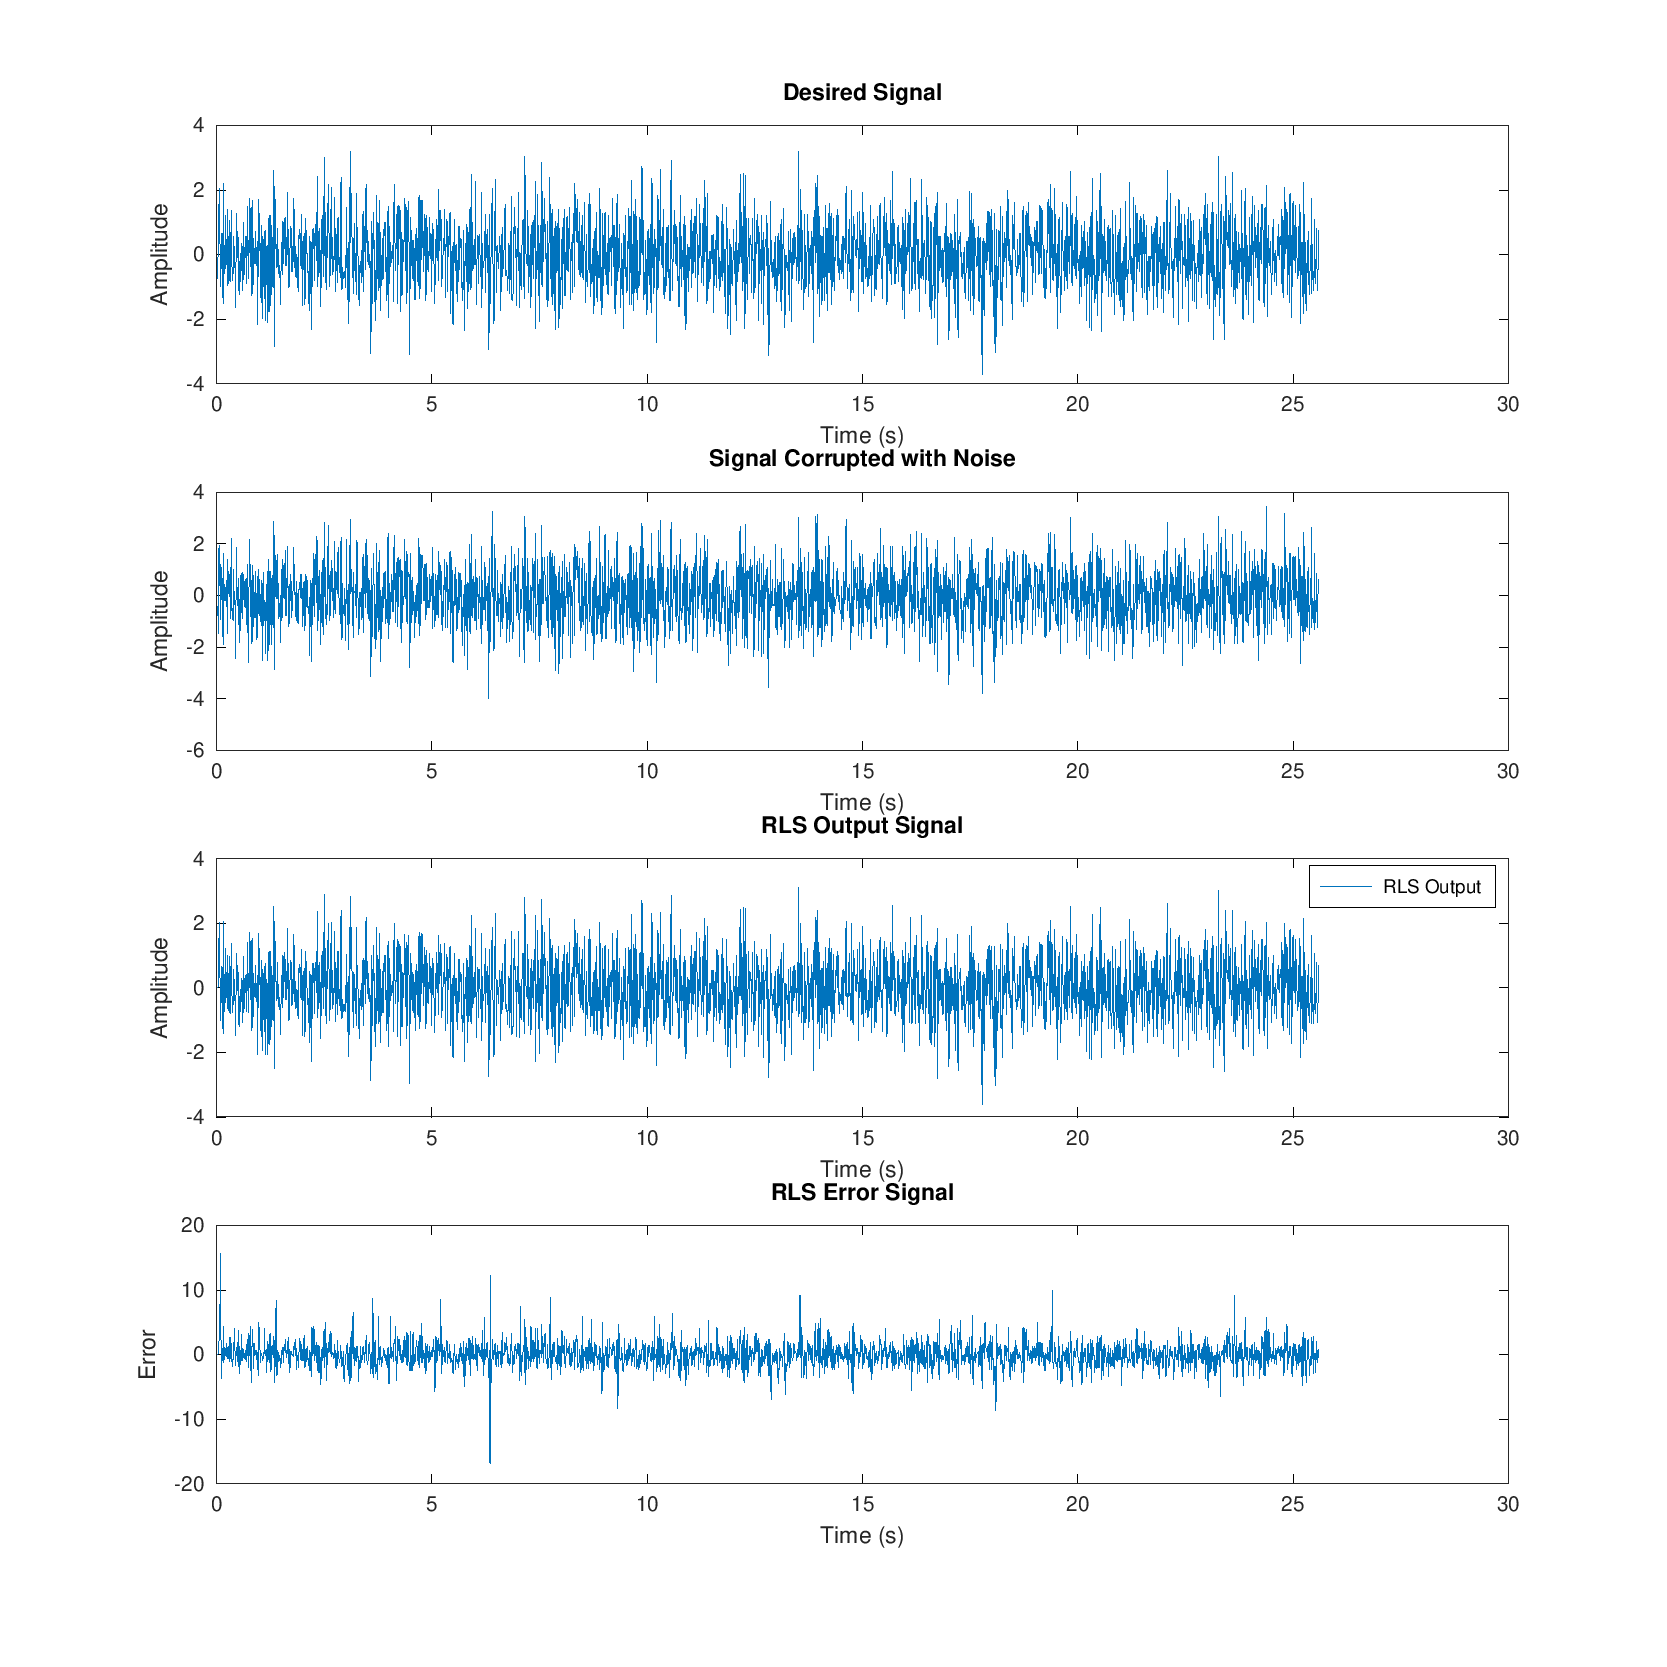 Desired Signal
4
2
0
-2
-4
Amplitude
0 5 10 15 20 25 30
Time (s)
Signal Corrupted with Noise
4
2
0
-2
-4
-6
Amplitude
0 5 10 15 20 25 30
Time (s)
RLS Output Signal
4
2
0
-2
-4
Amplitude
RLS Output
0 5 10 15 20 25 30
Time (s)
RLS Error Signal
20
10
0
-10
-20
Error
0 5 10 15 20 25 30
Time (s)